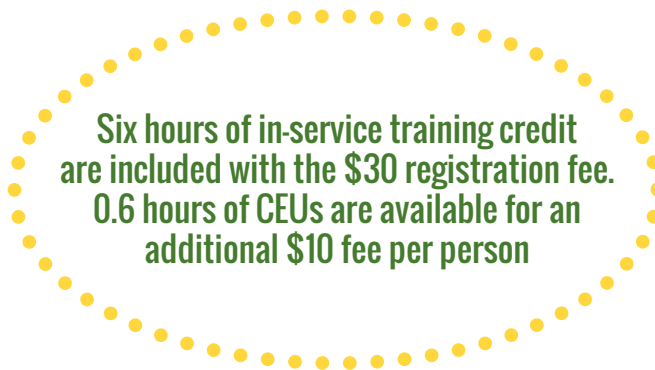 Six hours of in-service training credit
are included with the $30 registration fee.
0.6 hours of CEUs are available for an
additional $10 fee per person